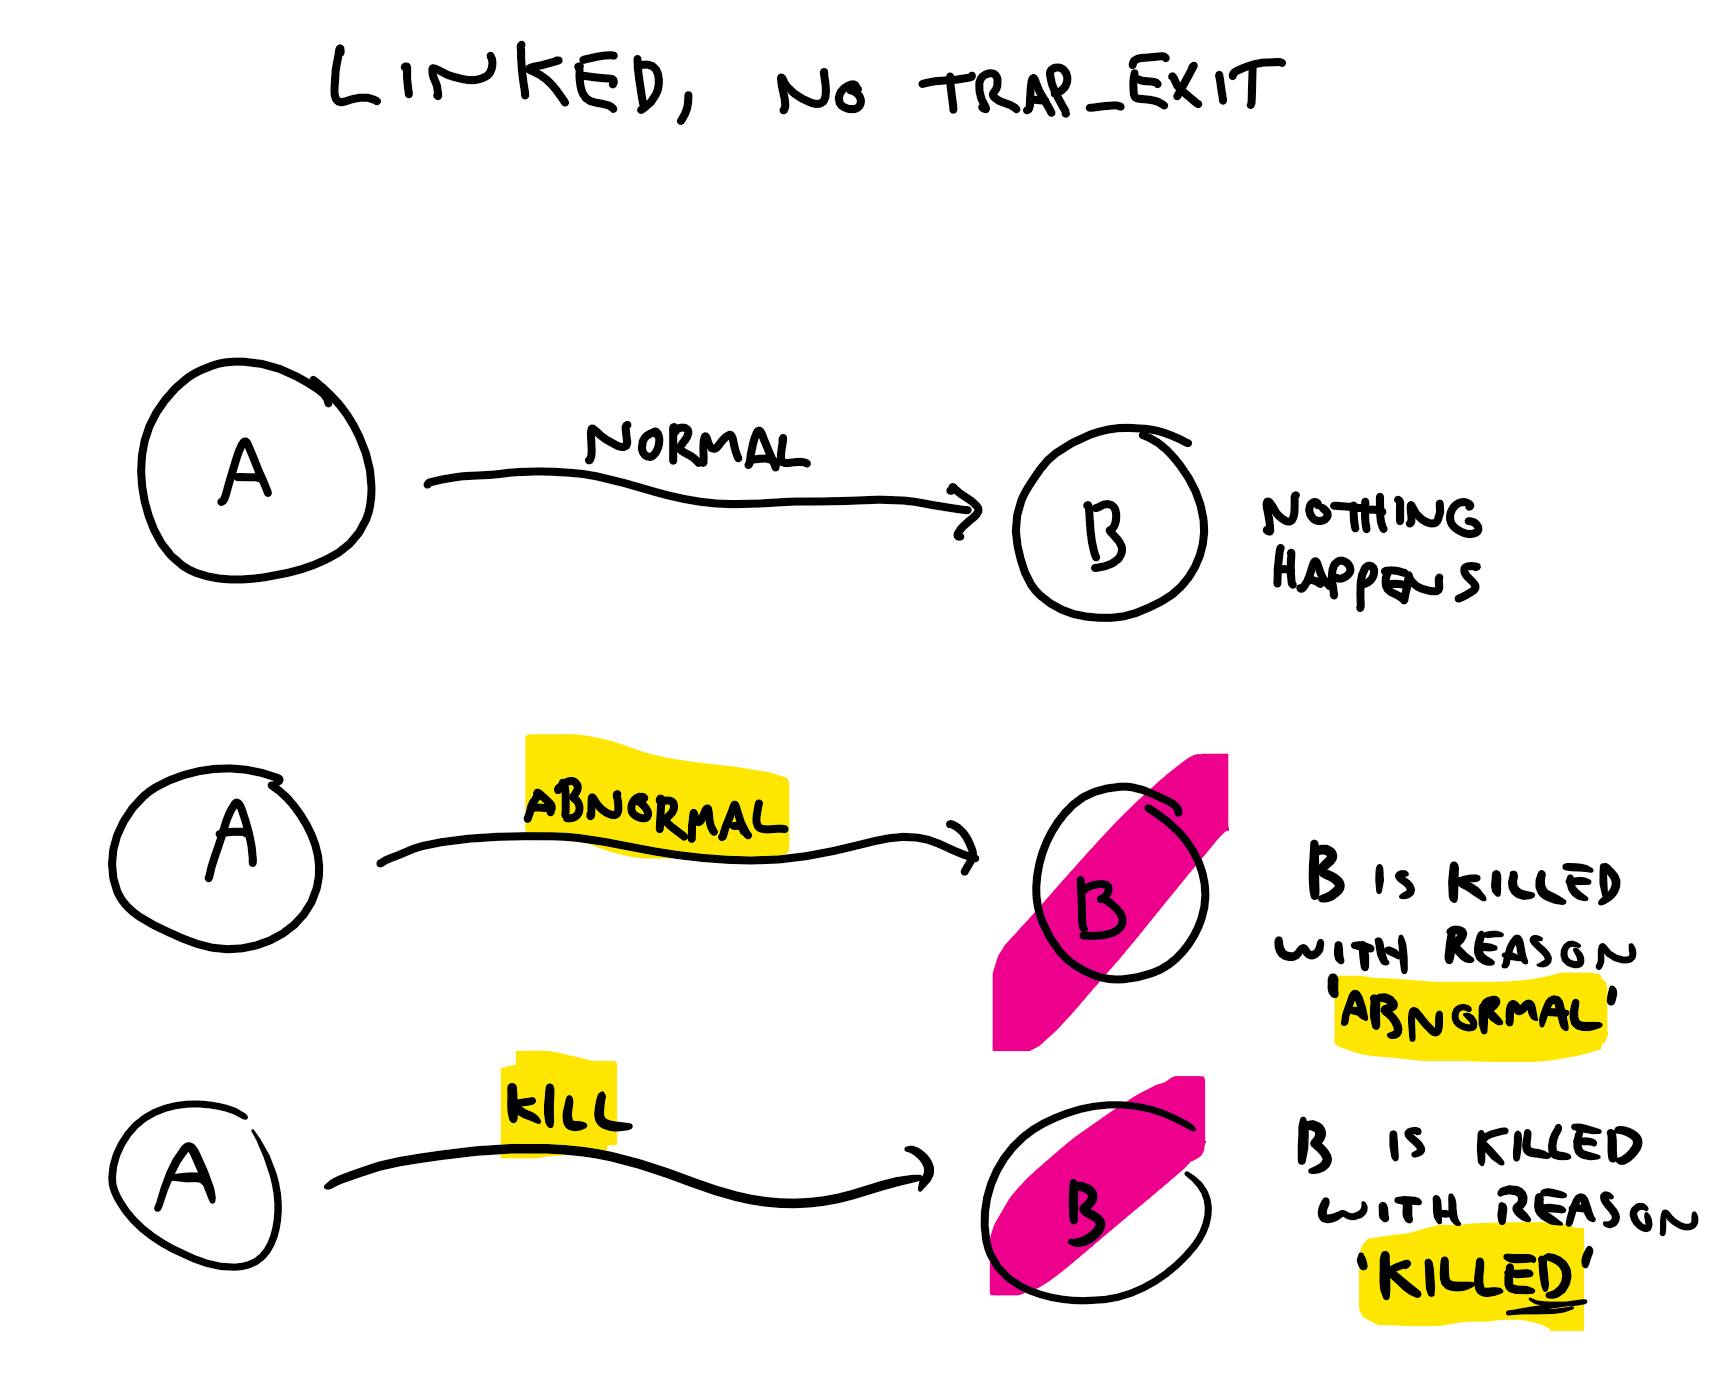 LINKED, NO TRAP_EXIT
A
NORMAL
B
NOTHING
HAPPENS
A
ABNORMAL
B
B IS KILLED
WITH REASON
'ABNORMAL'
A
KILL
B
B IS KILLED
WITH REASON
'KILLED'